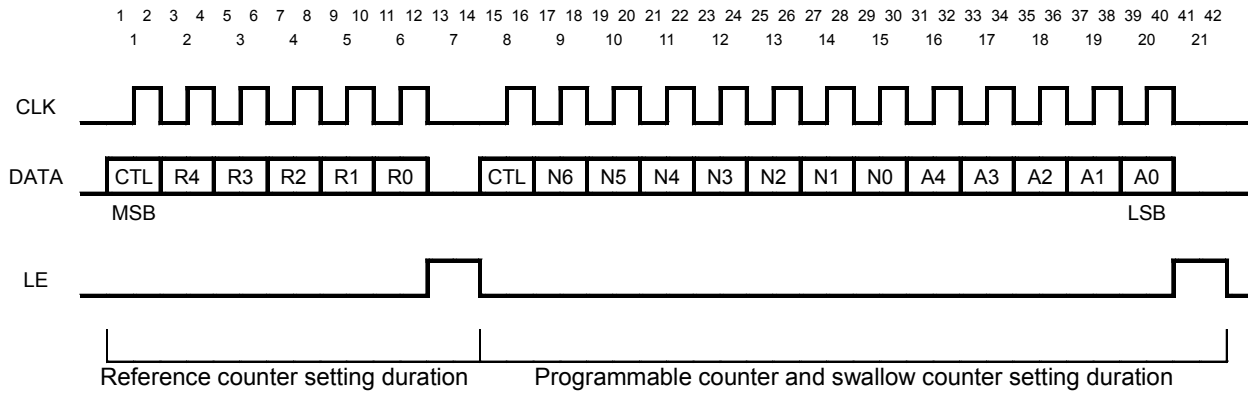 1 2 3 4 5 6 7 8 9 10 11 12 13 14 15 16 17 18 19 20 21 22 23 24 25 26 27 28 29 30 31 32 33 34 35 36 37 38 39 40 41 42
1 2 3 4 5 6 7 8 9 10 11 12 13 14 15 16 17 18 19 20 21
CLK
DATA CTL R4 R3 R2 R1 R0 CTL N6 N5 N4 N3 N2 N1 N0 A4 A3 A2 A1 A0
MSB LSB
LE
Reference counter setting duration Programmable counter and swallow counter setting duration